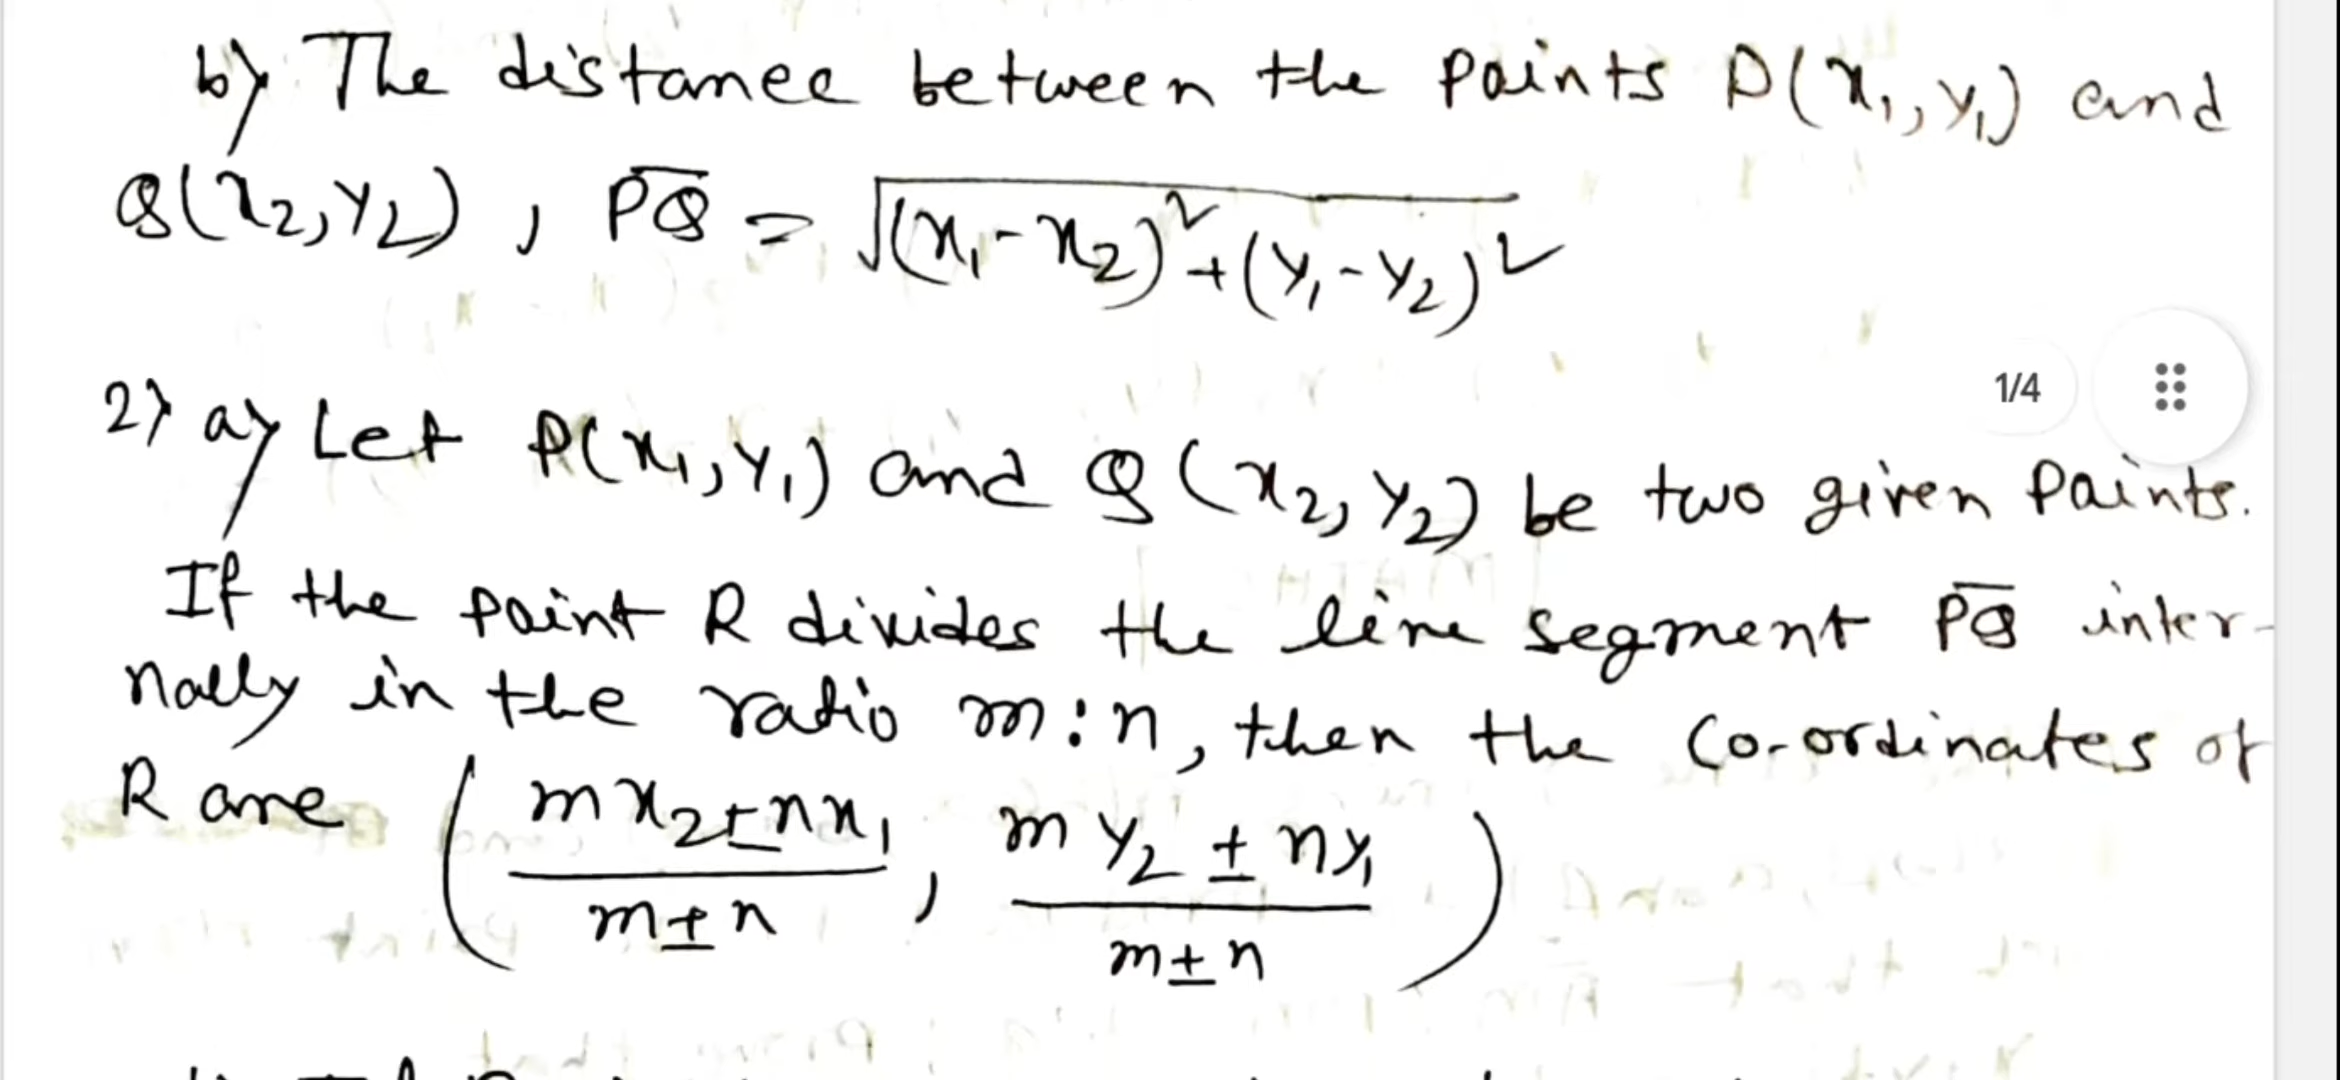 b) The distance between the points P(x₁, y₁) and
Q(x₂, y₂), P̅Q̅ = √((x₁-x₂)²+(y₁-y₂)²)
1/4
2) a) Let P(x₁, y₁) and Q(x₂, y₂) be two given points.
If the point R divides the line segment P̅Q̅ inter-
nally in the ratio m:n, then the co-ordinates of
R are ( (mx₂±nx₁)/(m±n) , (my₂±ny₁)/(m±n) )